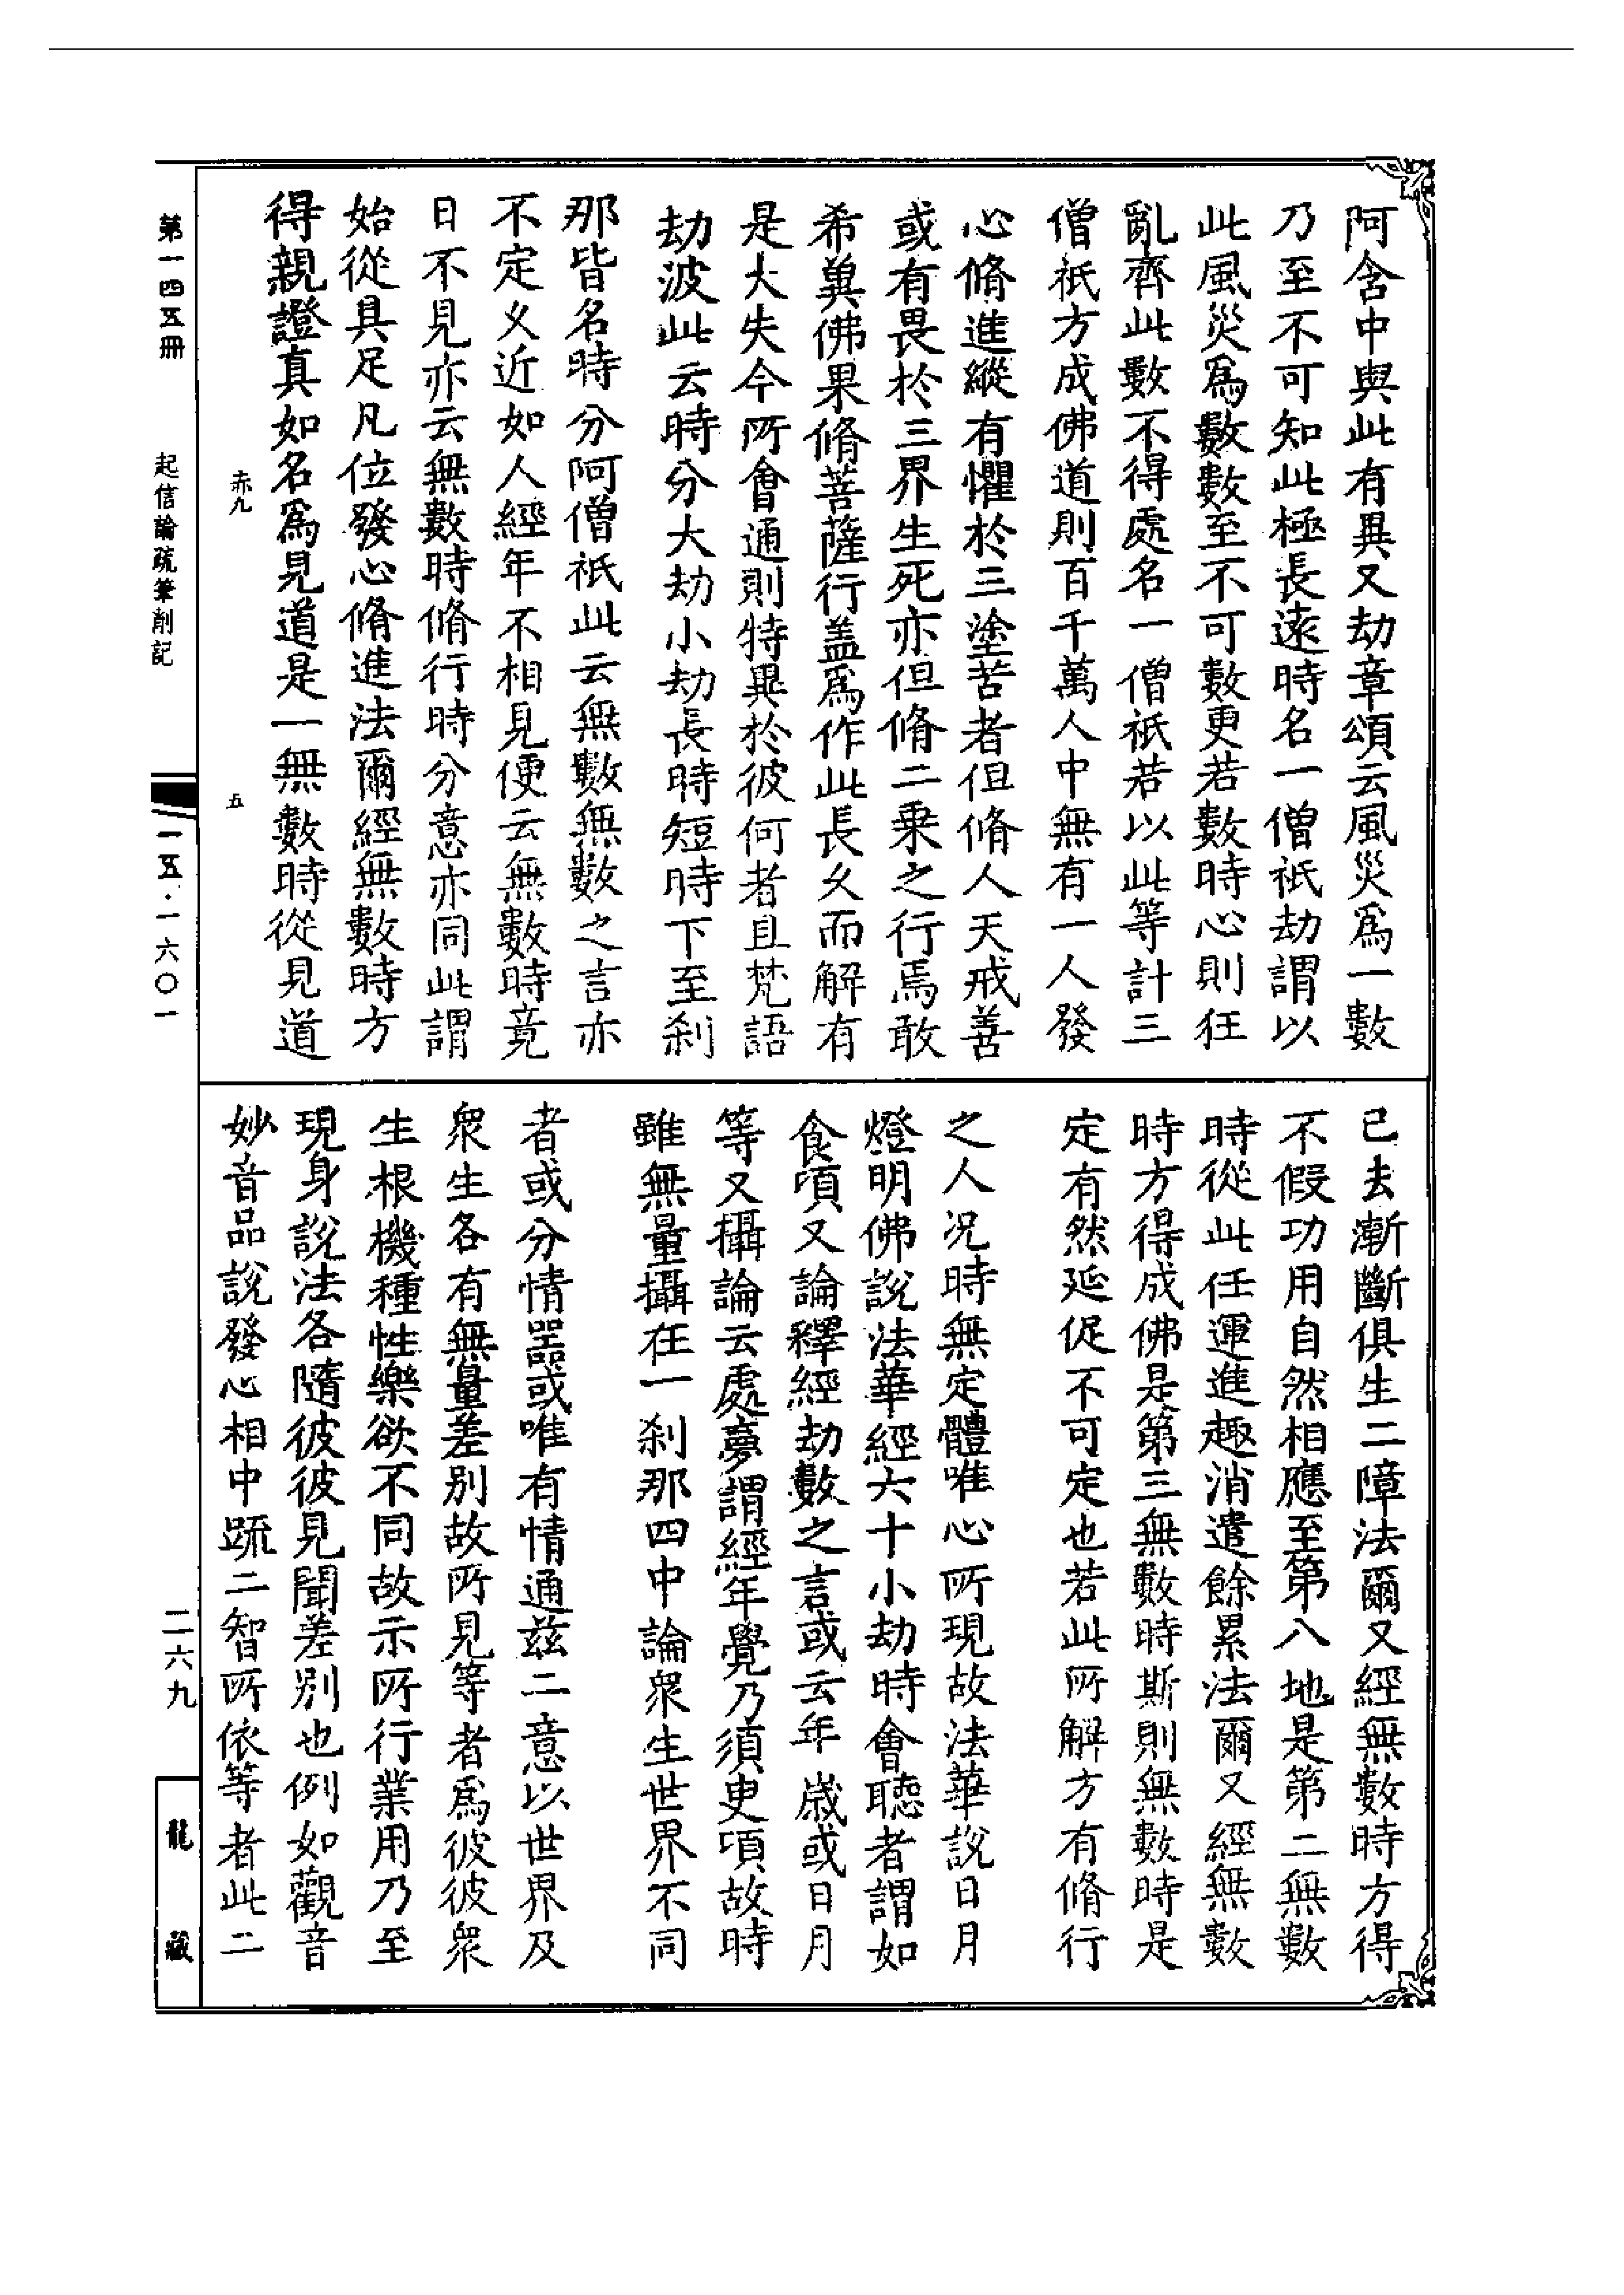 阿含中與此有異又劫章頌云風災爲一數
乃至不可知此極長遠時名一僧祇劫謂以
此風災爲數數至不可數更若數時心則狂
亂齊此數不得處名一僧祇若以此等計三
僧祇方成佛道則百千萬人中無有一人發
心脩進縱有懼於三塗苦者但脩人天戒善
或有畏於三界生死亦但脩二乗之行焉敢
希兾佛果脩菩薩行盖爲作此長久而解有
是大失今所會通則特異於彼何者且梵語
劫波此云時分大劫小劫長時短時下至刹
那皆名時分阿僧祇此云無數無數之言亦
不定久近如人經年不相見便云無數時竟
日不見亦云無數時脩行時分意亦同此謂
始從具足凡位發心脩進法爾經無數時方
得親證真如名爲見道是一無數時從見道
已去漸斷俱生二障法爾又經無數時方得
不假功用自然相應至第八地是第二無數
時從此任運進趣消遣餘累法爾又經無數
時方得成佛是第三無數時斯則無數時是
定有然延促不可定也若此所解方有脩行
之人況時無定體唯心所現故法華說日月
燈明佛說法華經六十小劫時會聽者謂如
食頃又論釋經劫數之言或云年歲或日月
等又攝論云處夢謂經年覺乃須臾頃故時
雖無量攝在一刹那四中論衆生世界不同
者或分情噐或唯有情通兹二意以世界及
衆生各有無量差別故所見等者爲彼彼衆
生根機種性樂欲不同故示所行業用乃至
現身說法各隨彼彼見聞差別也例如觀音
妙音品說發心相中䟽二智所依等者此二
赤九
五
第一四五冊
起信論疏筆削記
一五·一六〇一
二六九
龍藏